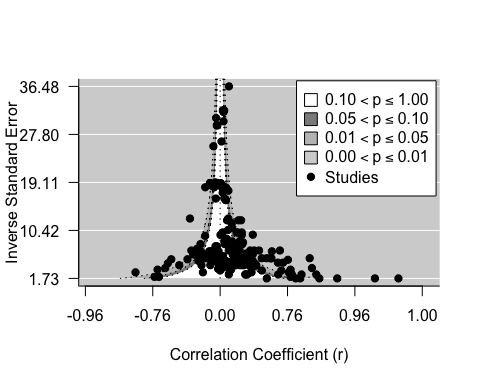 Inverse Standard Error
36.48
27.80
19.11
10.42
1.73
0.10 < p ≤ 1.00
0.05 < p ≤ 0.10
0.01 < p ≤ 0.05
0.00 < p ≤ 0.01
Studies
-0.96 -0.76 0.00 0.76 0.96 1.00
Correlation Coefficient (r)